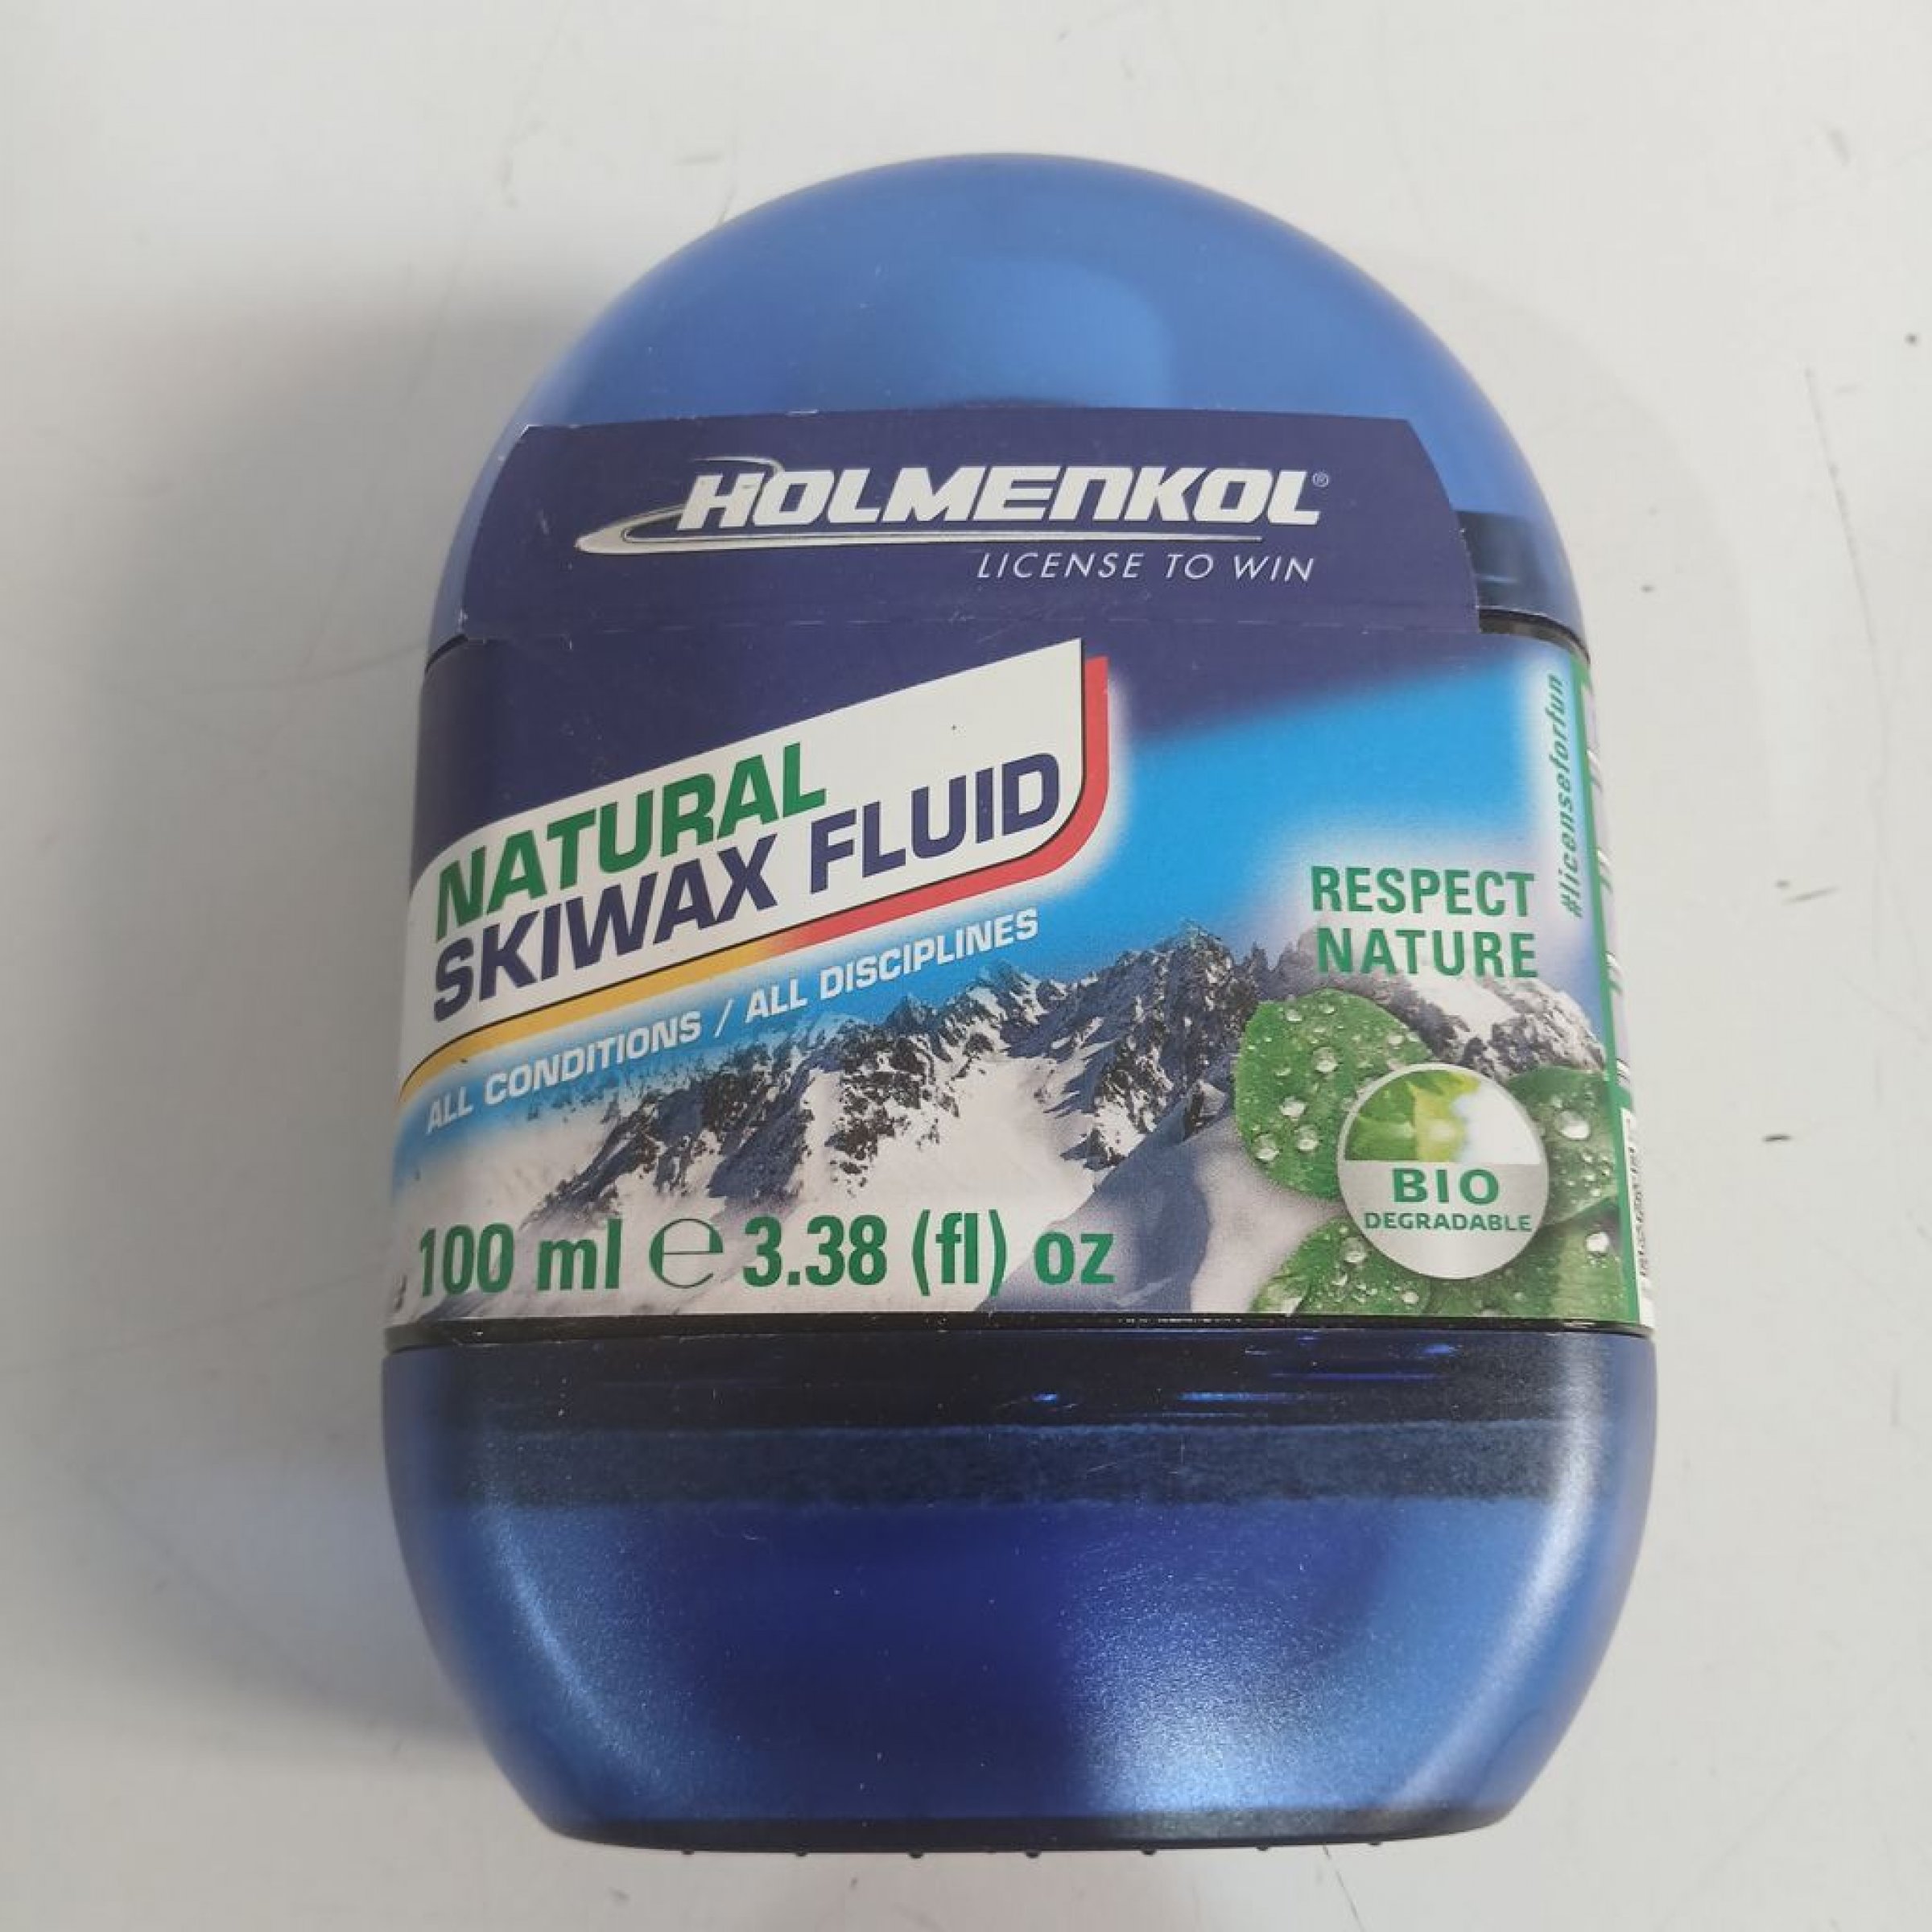 HOLMENKOL®
LICENSE TO WIN
NATURAL
SKIWAX FLUID
ALL CONDITIONS / ALL DISCIPLINES
#licenseforfun
RESPECT
NATURE
BIO
DEGRADABLE
100 ml ℮ 3.38 (fl) oz